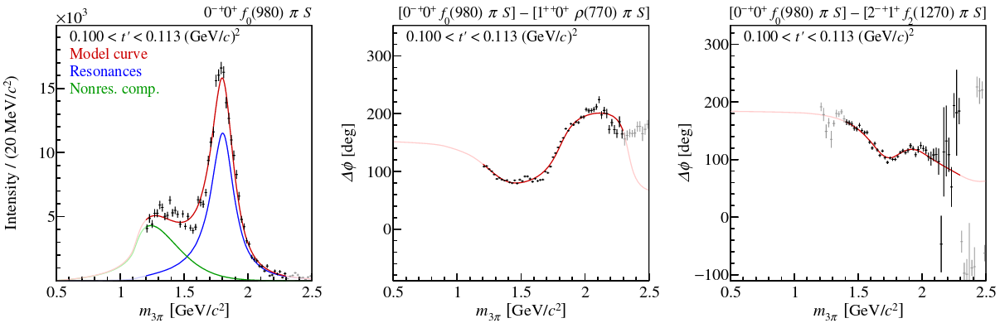 ×10³
0⁻⁺0⁺ f₀(980) π S
0.100 < t′ < 0.113 (GeV/c)²
Model curve
Resonances
Nonres. comp.
15
10
5
0.5 1 1.5 2 2.5
m₃π [GeV/c²]
Intensity / (20 MeV/c²)
[0⁻⁺0⁺ f₀(980) π S] – [1⁺⁺0⁺ ρ(770) π S]
0.100 < t′ < 0.113 (GeV/c)²
300
200
100
0
0.5 1 1.5 2 2.5
m₃π [GeV/c²]
Δϕ [deg]
[0⁻⁺0⁺ f₀(980) π S] – [2⁻⁺1⁺ f₂(1270) π S]
0.100 < t′ < 0.113 (GeV/c)²
300
200
100
0
−100
0.5 1 1.5 2 2.5
m₃π [GeV/c²]
Δϕ [deg]